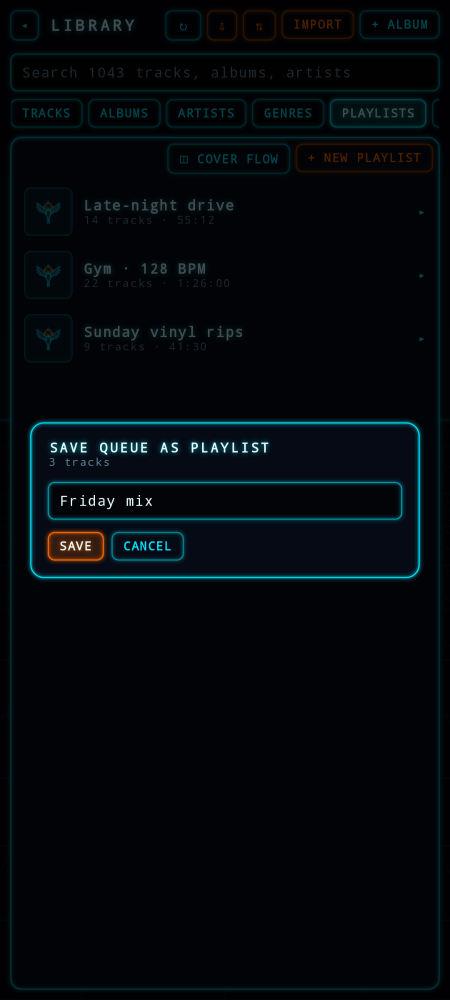 LIBRARY
IMPORT
+ ALBUM
Search 1043 tracks, albums, artists
TRACKS
ALBUMS
ARTISTS
GENRES
PLAYLISTS
COVER FLOW
+ NEW PLAYLIST
Late-night drive
14 tracks · 55:12
Gym · 128 BPM
22 tracks · 1:26:00
Sunday vinyl rips
9 tracks · 41:30
SAVE QUEUE AS PLAYLIST
3 tracks
Friday mix
SAVE
CANCEL